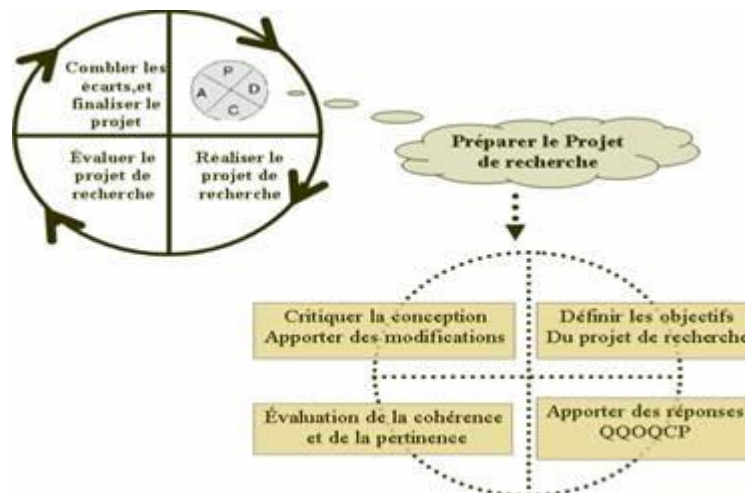 Combler les
écarts,et
finaliser le
projet
P
A
D
C
Évaluer le
projet de
recherche
Réaliser le
projet de
recherche
Préparer le Projet
de recherche
Critiquer la conception
Apporter des modifications
Définir les objectifs
Du projet de recherche
Évaluation de la cohérence
et de la pertinence
Apporter des réponses
QQOQCP